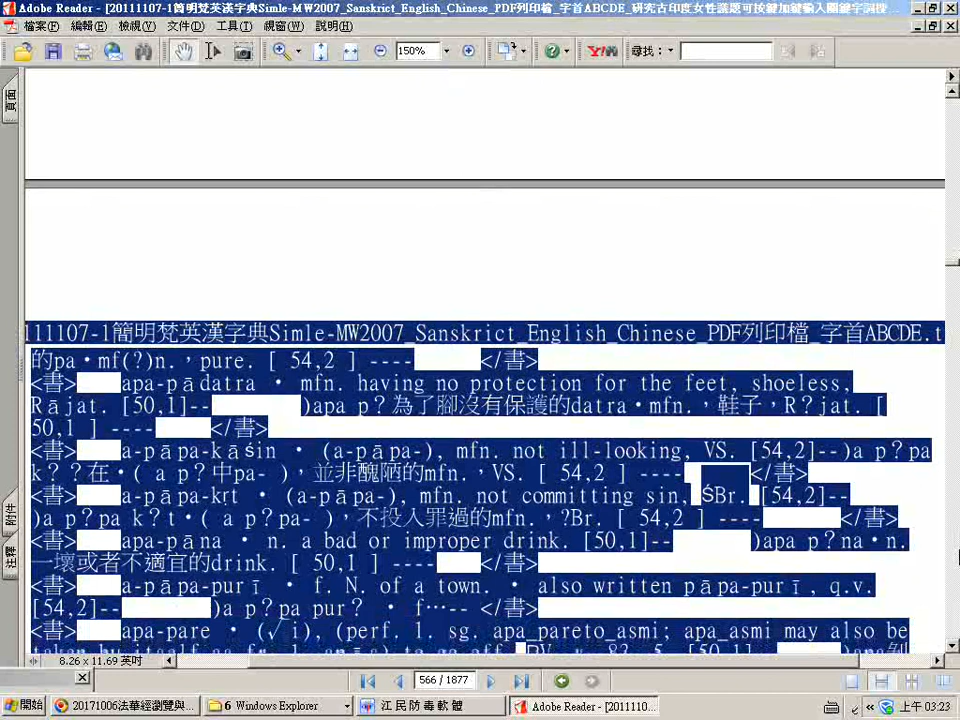 Adobe Reader - [20111107-1簡明梵英漢字典Simle-MW2007_Sanskrict_English_Chinese_PDF列印檔_字首ABCDE_研究古印度女性議題可按鍵加鍵輸入關鍵字詞搜
檔案(F) 編輯(E) 檢視(V) 文件(D) 工具(T) 視窗(W) 說明(H)
150% Y! 尋找:
頁面
111107-1簡明梵英漢字典Simle-MW2007_Sanskrict_English_Chinese_PDF列印檔_字首ABCDE.t
的pa‧mf(?)n.，pure. [ 54,2 ] ---- </書>
<書> apa-pādatra ‧ mfn. having no protection for the feet, shoeless,
Rājat. [50,1]-- )apa p？為了腳沒有保護的datra‧mfn.，鞋子，R？jat. [
50,1 ] ---- </書>
<書> a-pāpa-kāśin ‧ (a-pāpa-), mfn. not ill-looking, VS. [54,2]--)a p？pa
k？？在‧( a p？中pa- )，並非醜陋的mfn.，VS. [ 54,2 ] ---- </書>
<書> a-pāpa-krt ‧ (a-pāpa-), mfn. not committing sin, ŚBr. [54,2]--
)a p？pa k？t‧( a p？pa- )，不投入罪過的mfn.，?Br. [ 54,2 ] ---- </書>
<書> apa-pāna ‧ n. a bad or improper drink. [50,1]-- )apa p？na‧n.
一壞或者不適宜的drink. [ 50,1 ] ---- </書>
<書> a-pāpa-purī ‧ f. N. of a town. ‧ also written pāpa-purī, q.v.
[54,2]-- )a p？pa pur？ ‧ f…-- </書>
<書> apa-pare ‧ (√i), (perf. 1. sg. apa_pareto_asmi; apa_asmi may also be
附件
注釋
8.26 x 11.69 英吋
566 / 1877
開始 20171006法華經瀏覽與... 6 Windows Explorer 江民防毒軟體 Adobe Reader - [2011110... 上午 03:23